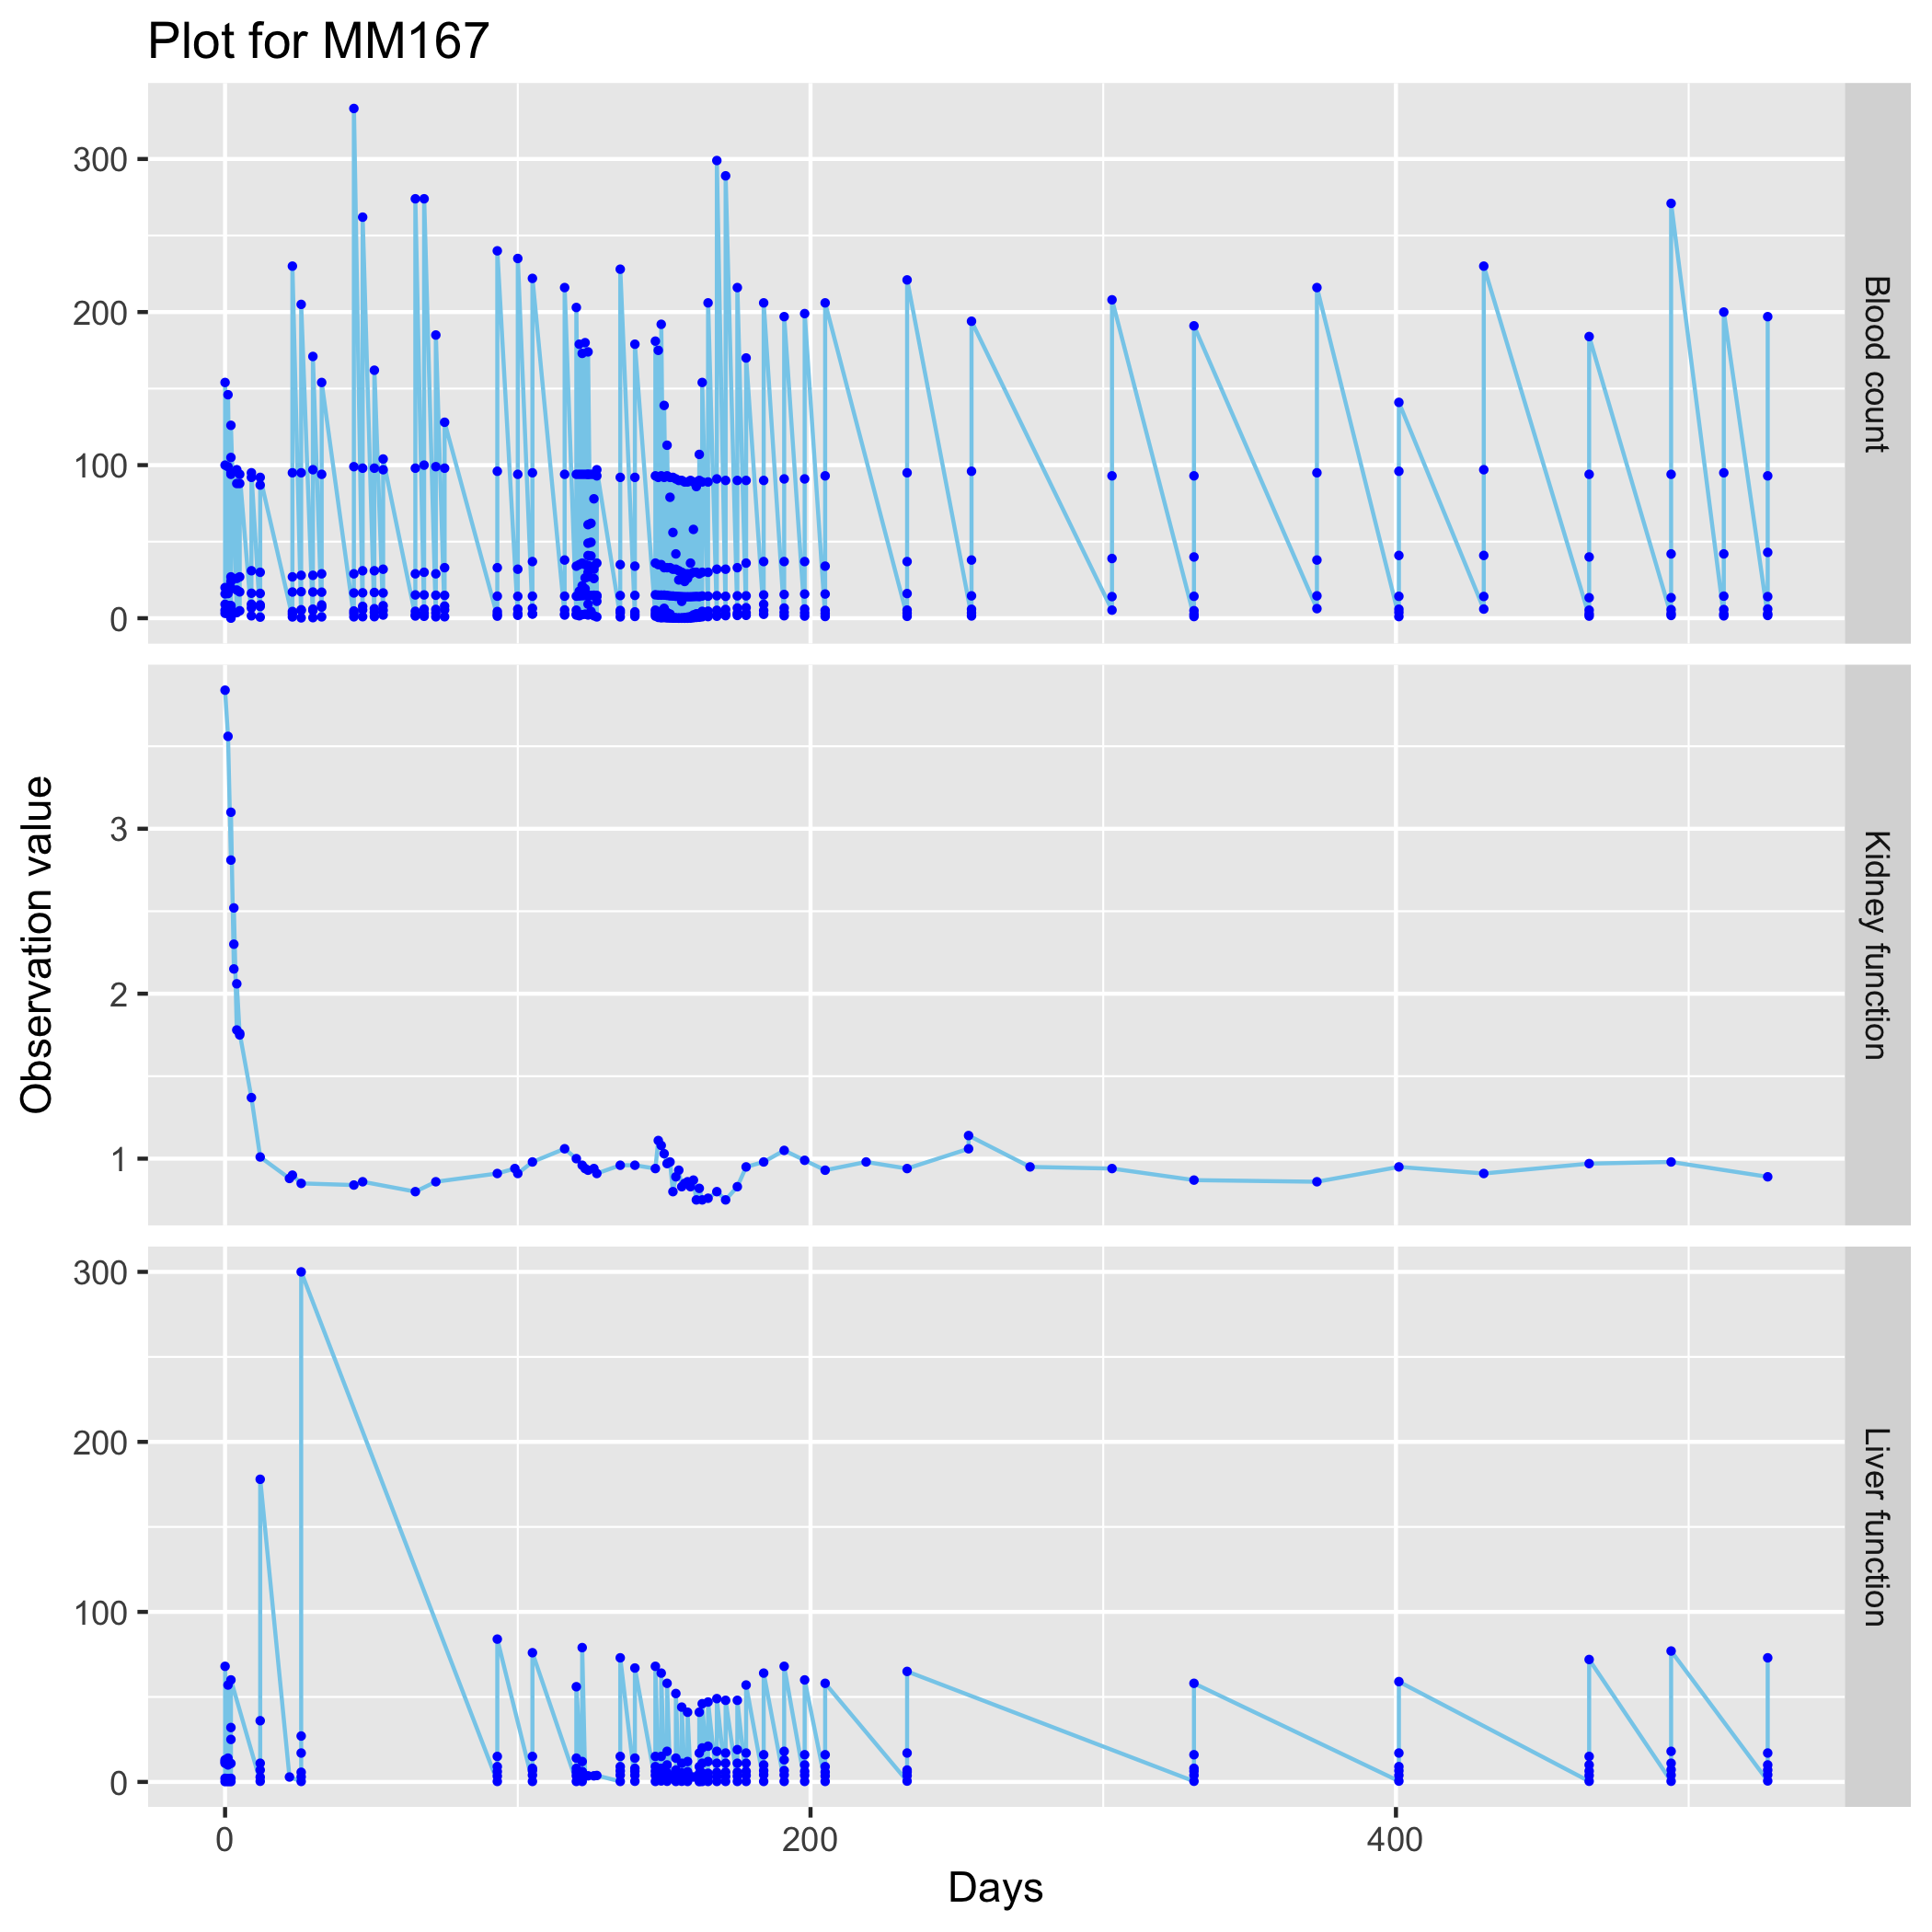 Plot for MM167
300
200
100
0
Blood count
Observation value
3
2
1
Kidney function
300
200
100
0
Liver function
0 200 400
Days